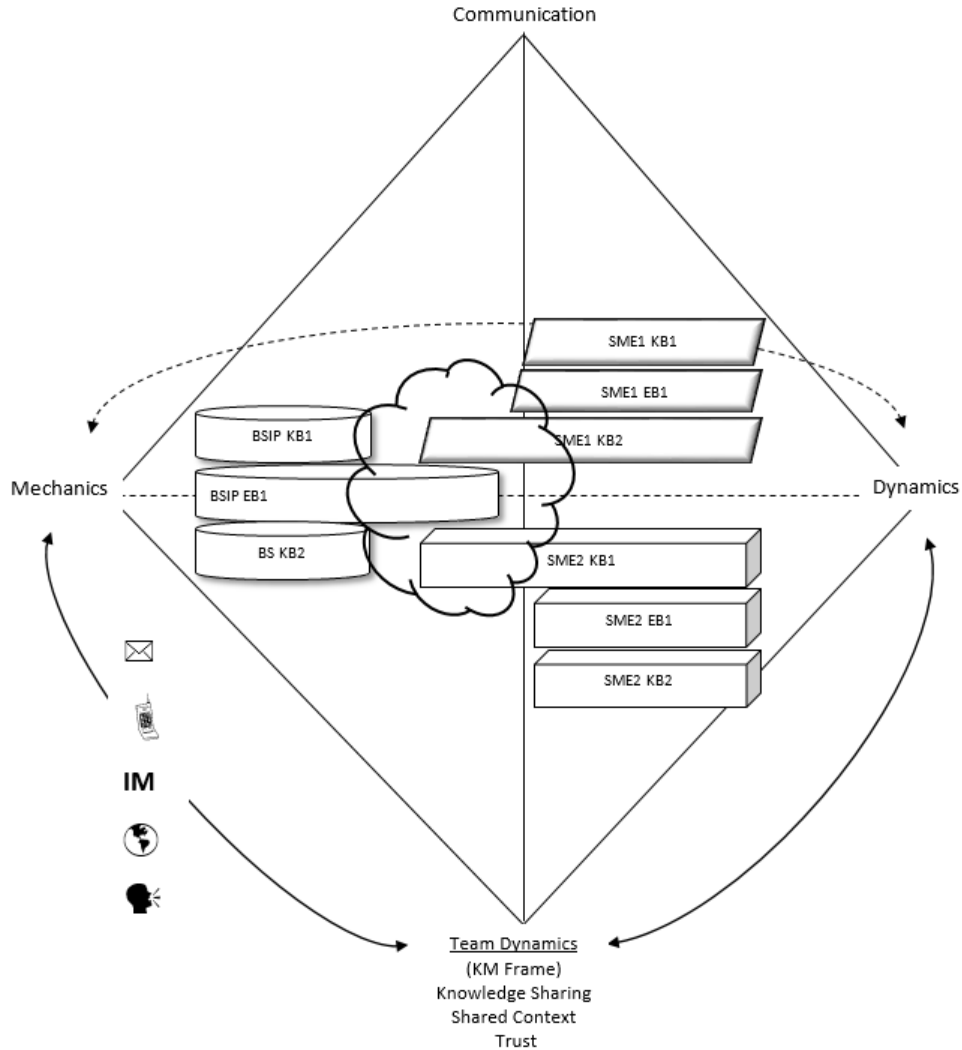 Communication
SME1 KB1
SME1 EB1
BSIP KB1
SME1 KB2
Mechanics
BSIP EB1
Dynamics
BS KB2
SME2 KB1
SME2 EB1
SME2 KB2
IM
Team Dynamics
(KM Frame)
Knowledge Sharing
Shared Context
Trust